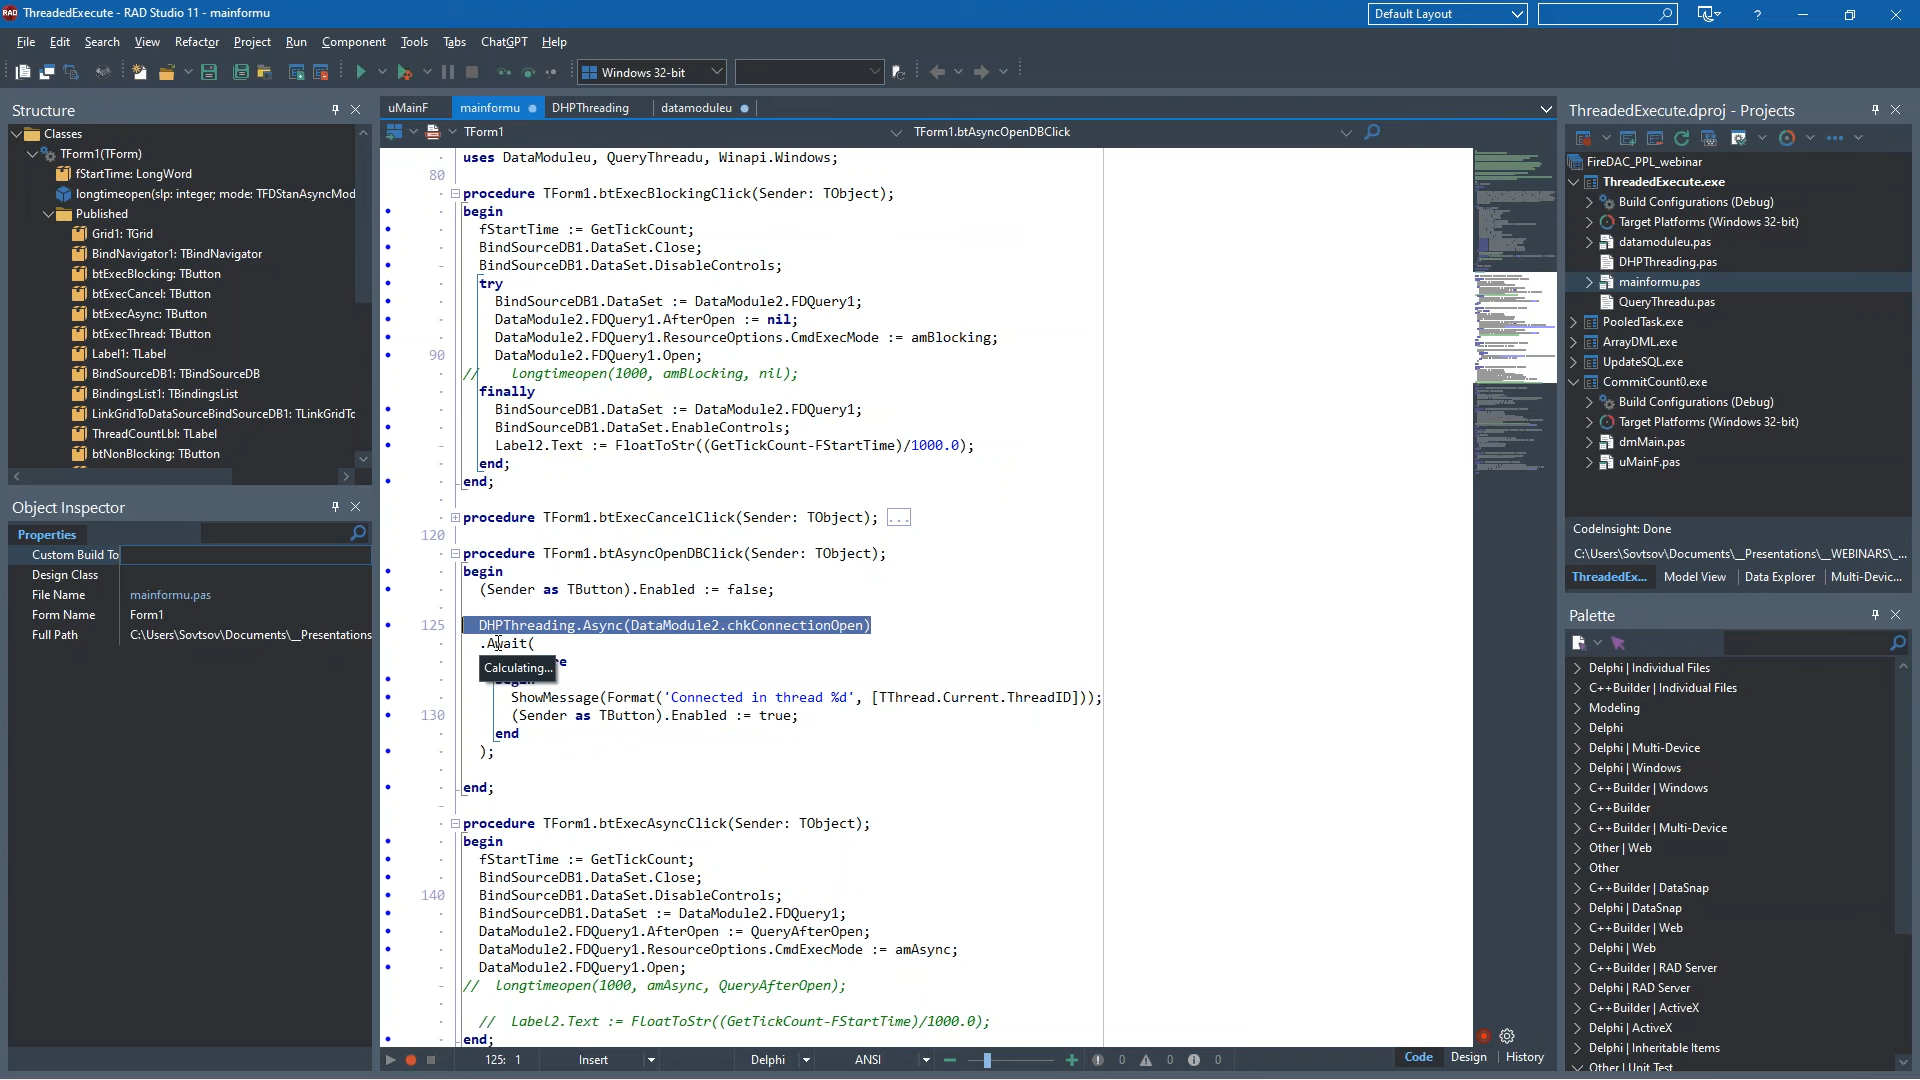 ThreadedExecute - RAD Studio 11 - mainformu
Default Layout
?
File Edit Search View Refactor Project Run Component Tools Tabs ChatGPT Help
Windows 32-bit
Structure
Classes
TForm1(TForm)
fStartTime: LongWord
longtimeopen(slp: integer; mode: TFDStanAsyncMod
Published
Grid1: TGrid
BindNavigator1: TBindNavigator
btExecBlocking: TButton
btExecCancel: TButton
btExecAsync: TButton
btExecThread: TButton
Label1: TLabel
BindSourceDB1: TBindSourceDB
BindingsList1: TBindingsList
LinkGridToDataSourceBindSourceDB1: TLinkGridTc
ThreadCountLbl: TLabel
btNonBlocking: TButton
Object Inspector
Properties
Custom Build To
Design Class
File Name mainformu.pas
Form Name Form1
Full Path C:\Users\Sovtsov\Documents\__Presentations
uMainF mainformu DHPThreading datamoduleu
TForm1 TForm1.btAsyncOpenDBClick
uses DataModuleu, QueryThreadu, Winapi.Windows;
80
procedure TForm1.btExecBlockingClick(Sender: TObject);
begin
fStartTime := GetTickCount;
BindSourceDB1.DataSet.Close;
BindSourceDB1.DataSet.DisableControls;
try
BindSourceDB1.DataSet := DataModule2.FDQuery1;
DataModule2.FDQuery1.AfterOpen := nil;
DataModule2.FDQuery1.ResourceOptions.CmdExecMode := amBlocking;
90 DataModule2.FDQuery1.Open;
// longtimeopen(1000, amBlocking, nil);
finally
BindSourceDB1.DataSet := DataModule2.FDQuery1;
BindSourceDB1.DataSet.EnableControls;
Label2.Text := FloatToStr((GetTickCount-FStartTime)/1000.0);
end;
end;
procedure TForm1.btExecCancelClick(Sender: TObject); ...
120
procedure TForm1.btAsyncOpenDBClick(Sender: TObject);
begin
(Sender as TButton).Enabled := false;
125 DHPThreading.Async(DataModule2.chkConnectionOpen)
.Await(
Calculating...
re
ShowMessage(Format('Connected in thread %d', [TThread.Current.ThreadID]));
130 (Sender as TButton).Enabled := true;
end
);
end;
procedure TForm1.btExecAsyncClick(Sender: TObject);
begin
fStartTime := GetTickCount;
BindSourceDB1.DataSet.Close;
140 BindSourceDB1.DataSet.DisableControls;
BindSourceDB1.DataSet := DataModule2.FDQuery1;
DataModule2.FDQuery1.AfterOpen := QueryAfterOpen;
DataModule2.FDQuery1.ResourceOptions.CmdExecMode := amAsync;
DataModule2.FDQuery1.Open;
// longtimeopen(1000, amAsync, QueryAfterOpen);
// Label2.Text := FloatToStr((GetTickCount-FStartTime)/1000.0);
end;
125: 1 Insert Delphi ANSI 0 0 0
Code Design History
ThreadedExecute.dproj - Projects
FireDAC_PPL_webinar
ThreadedExecute.exe
Build Configurations (Debug)
Target Platforms (Windows 32-bit)
datamoduleu.pas
DHPThreading.pas
mainformu.pas
QueryThreadu.pas
PooledTask.exe
ArrayDML.exe
UpdateSQL.exe
CommitCount0.exe
Build Configurations (Debug)
Target Platforms (Windows 32-bit)
dmMain.pas
uMainF.pas
CodeInsight: Done
C:\Users\Sovtsov\Documents\__Presentations\__WEBINARS\_...
ThreadedEx... Model View Data Explorer Multi-Devic...
Palette
Delphi | Individual Files
C++Builder | Individual Files
Modeling
Delphi
Delphi | Multi-Device
Delphi | Windows
C++Builder | Windows
C++Builder
C++Builder | Multi-Device
Other | Web
Other
C++Builder | DataSnap
Delphi | DataSnap
C++Builder | Web
Delphi | Web
C++Builder | RAD Server
Delphi | RAD Server
C++Builder | ActiveX
Delphi | ActiveX
Delphi | Inheritable Items
Other | Unit Test